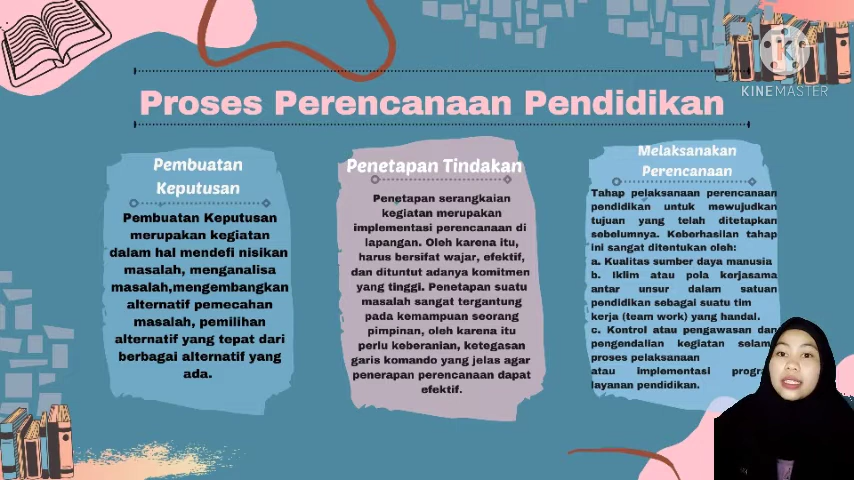 KINEMASTER
Proses Perencanaan Pendidikan
Pembuatan
Keputusan
Pembuatan Keputusan
merupakan kegiatan
dalam hal mendefi nisikan
masalah, menganalisa
masalah,mengembangkan
alternatif pemecahan
masalah, pemilihan
alternatif yang tepat dari
berbagai alternatif yang
ada.
Penetapan Tindakan
Penetapan serangkaian
kegiatan merupakan
implementasi perencanaan di
lapangan. Oleh karena itu,
harus bersifat wajar, efektif,
dan dituntut adanya komitmen
yang tinggi. Penetapan suatu
masalah sangat tergantung
pada kemampuan seorang
pimpinan, oleh karena itu
perlu keberanian, ketegasan
garis komando yang jelas agar
penerapan perencanaan dapat
efektif.
Melaksanakan
Perencanaan
Tahap pelaksanaan perencanaan
pendidikan untuk mewujudkan
tujuan yang telah ditetapkan
sebelumnya. Keberhasilan tahap
ini sangat ditentukan oleh:
a. Kualitas sumber daya manusia
b. Iklim atau pola kerjasama
antar unsur dalam satuan
pendidikan sebagai suatu tim
kerja (team work) yang handal.
c. Kontrol atau pengawasan dan
pengendalian kegiatan
proses pelaksanaan
atau implementasi
layanan pendidikan.